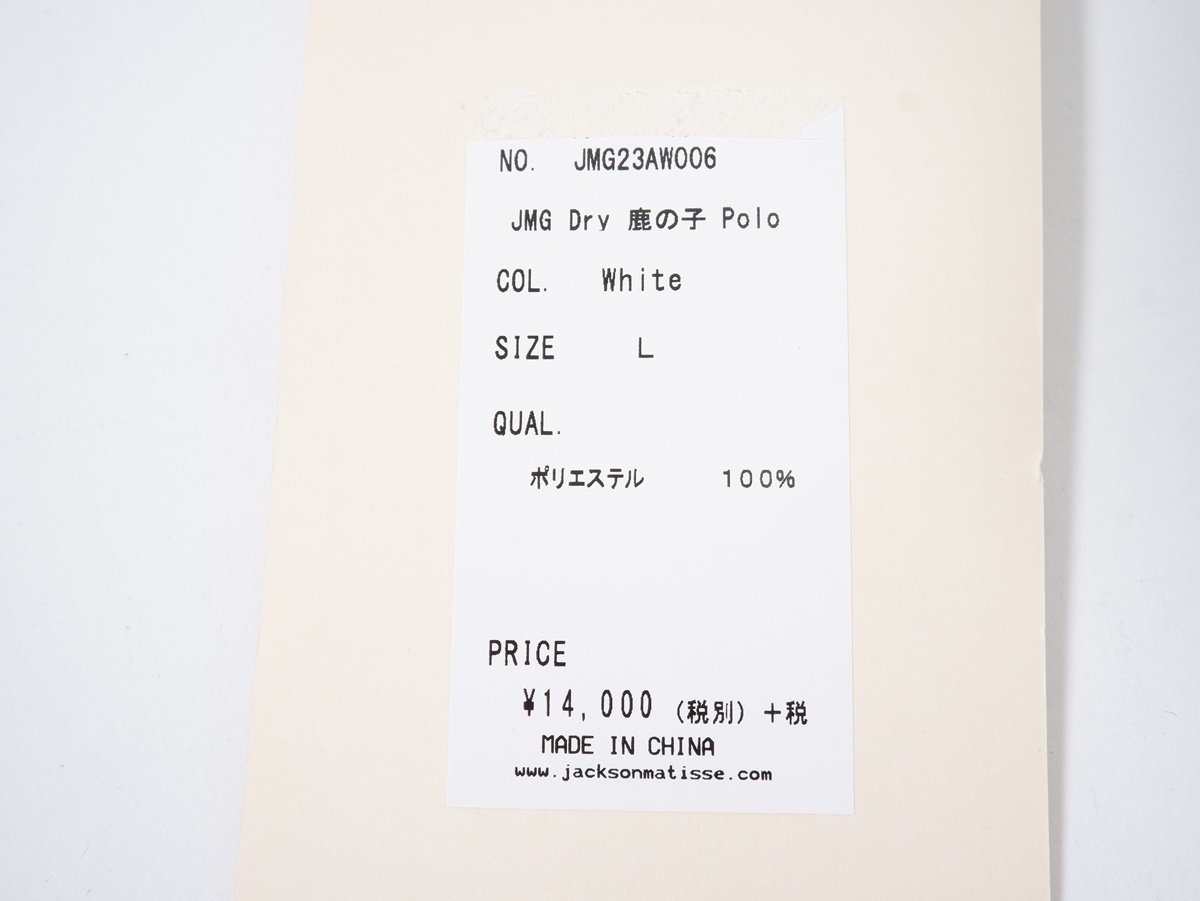 NO. JMG23AW006
JMG Dry 鹿の子 Polo
COL. White
SIZE L
QUAL.
ポリエステル 100%
PRICE
¥14,000 (税別) +税
MADE IN CHINA
www.jacksonmatisse.com